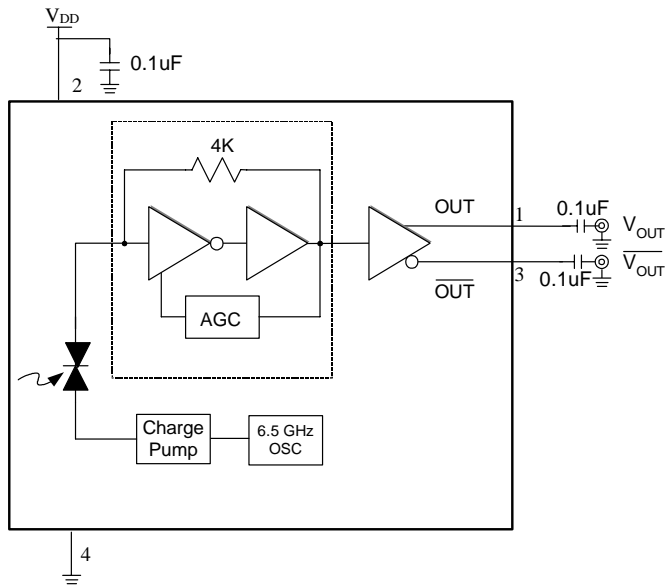 VDD
0.1uF
2
4K
OUT
1
0.1uF
VOUT
AGC
OUT
3
0.1uF
VOUT
Charge
Pump
6.5 GHz
OSC
4